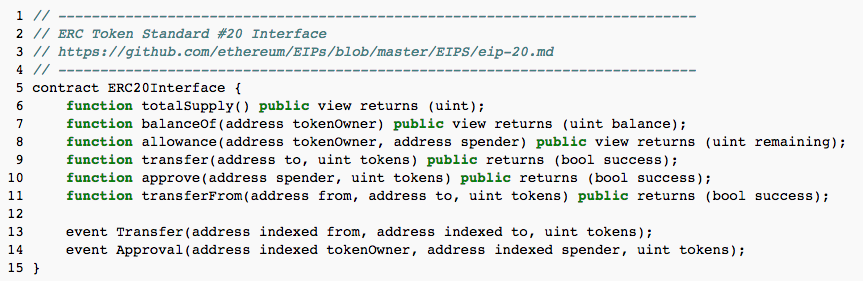 1 // ----------------------------------------------------------------------------
2 // ERC Token Standard #20 Interface
3 // https://github.com/ethereum/EIPs/blob/master/EIPS/eip-20.md
4 // ----------------------------------------------------------------------------
5 contract ERC20Interface {
6     function totalSupply() public view returns (uint);
7     function balanceOf(address tokenOwner) public view returns (uint balance);
8     function allowance(address tokenOwner, address spender) public view returns (uint remaining);
9     function transfer(address to, uint tokens) public returns (bool success);
10     function approve(address spender, uint tokens) public returns (bool success);
11     function transferFrom(address from, address to, uint tokens) public returns (bool success);
12
13     event Transfer(address indexed from, address indexed to, uint tokens);
14     event Approval(address indexed tokenOwner, address indexed spender, uint tokens);
15 }